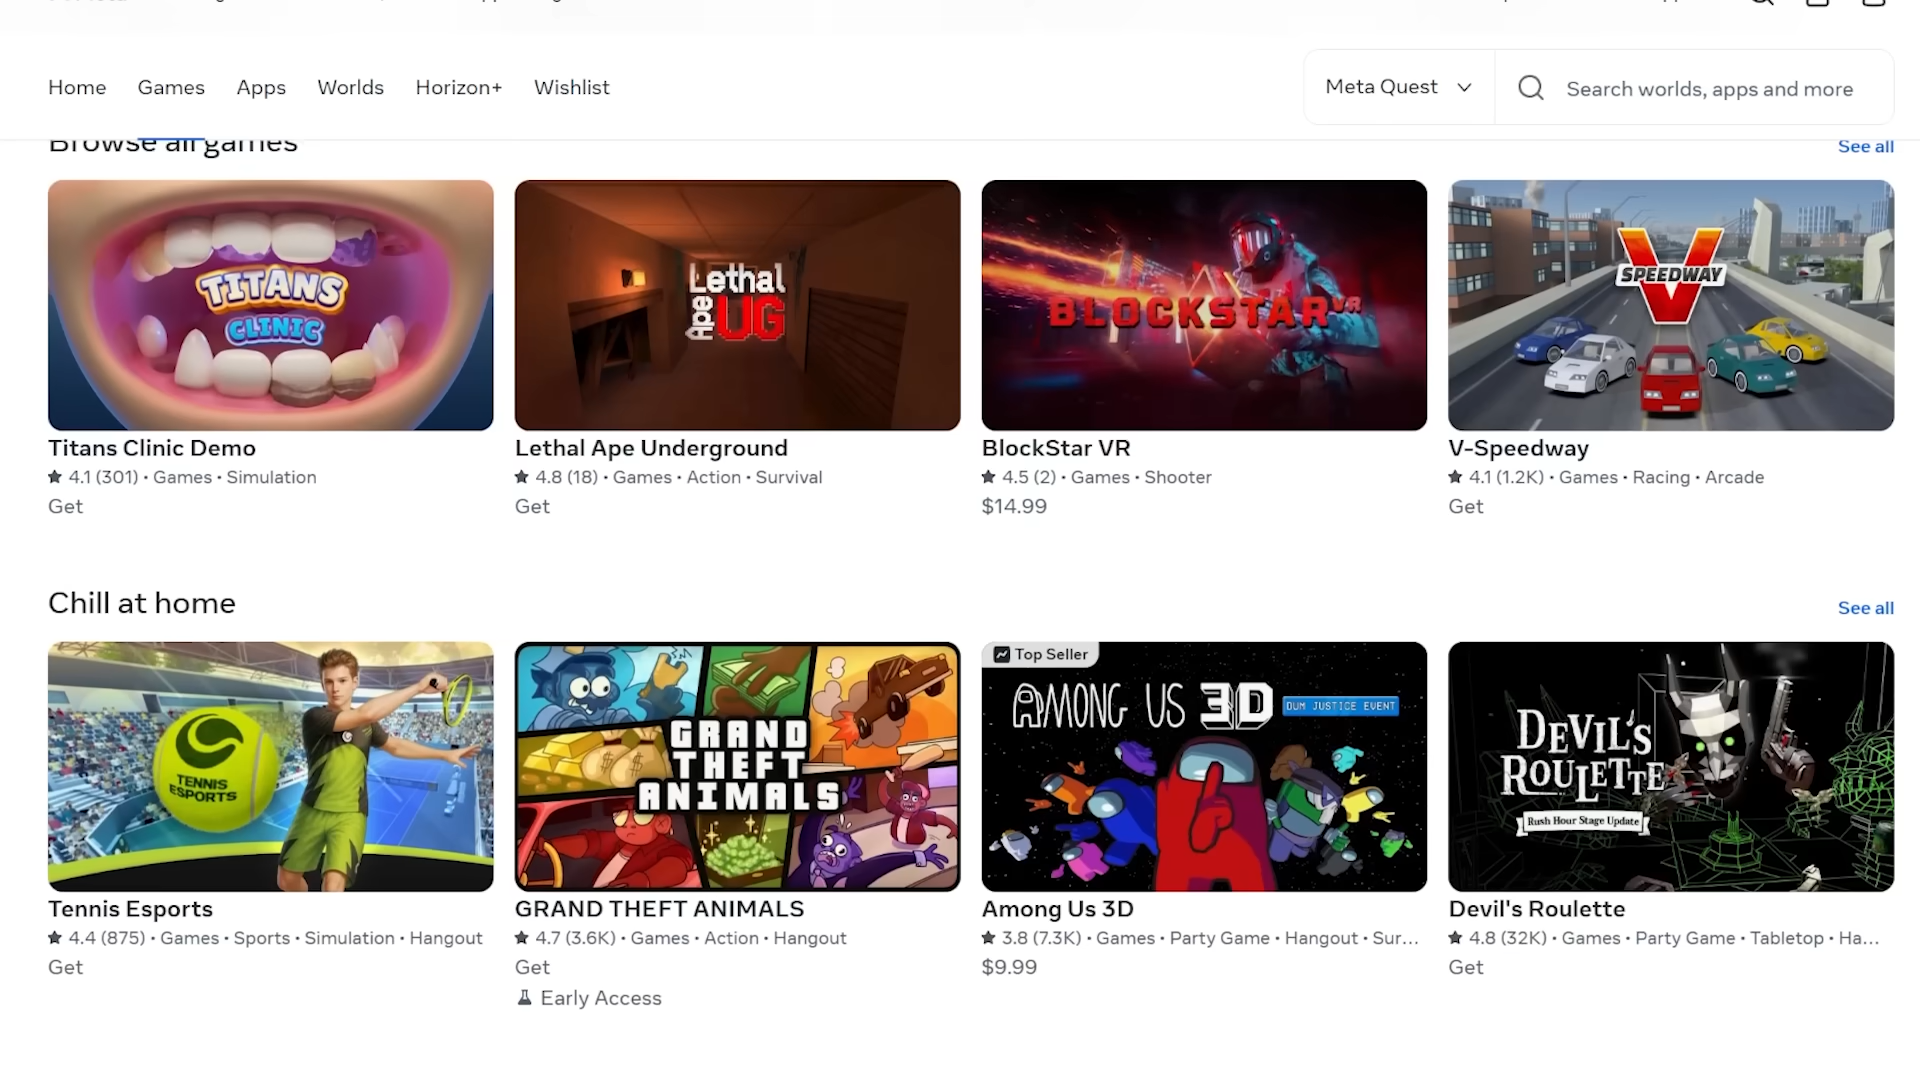 Home Games Apps Worlds Horizon+ Wishlist Meta Quest Search worlds, apps and more
Browse all games See all
TITANS
CLINIC
Lethal
Ape UG
BLOCKSTAR VR
V
SPEEDWAY
Titans Clinic Demo
4.1 (301) • Games • Simulation
Get
Lethal Ape Underground
4.8 (18) • Games • Action • Survival
Get
BlockStar VR
4.5 (2) • Games • Shooter
$14.99
V-Speedway
4.1 (1.2K) • Games • Racing • Arcade
Get
Chill at home See all
TENNIS
ESPORTS
GRAND
THEFT
ANIMALS
Top Seller
AMONG US 3D
OUM JUSTICE EVENT
DEVIL'S
ROULETTE
Rush Hour Stage Update
Tennis Esports
4.4 (875) • Games • Sports • Simulation • Hangout
Get
GRAND THEFT ANIMALS
4.7 (3.6K) • Games • Action • Hangout
Get
Early Access
Among Us 3D
3.8 (7.3K) • Games • Party Game • Hangout • Sur...
$9.99
Devil's Roulette
4.8 (32K) • Games • Party Game • Tabletop • Ha...
Get